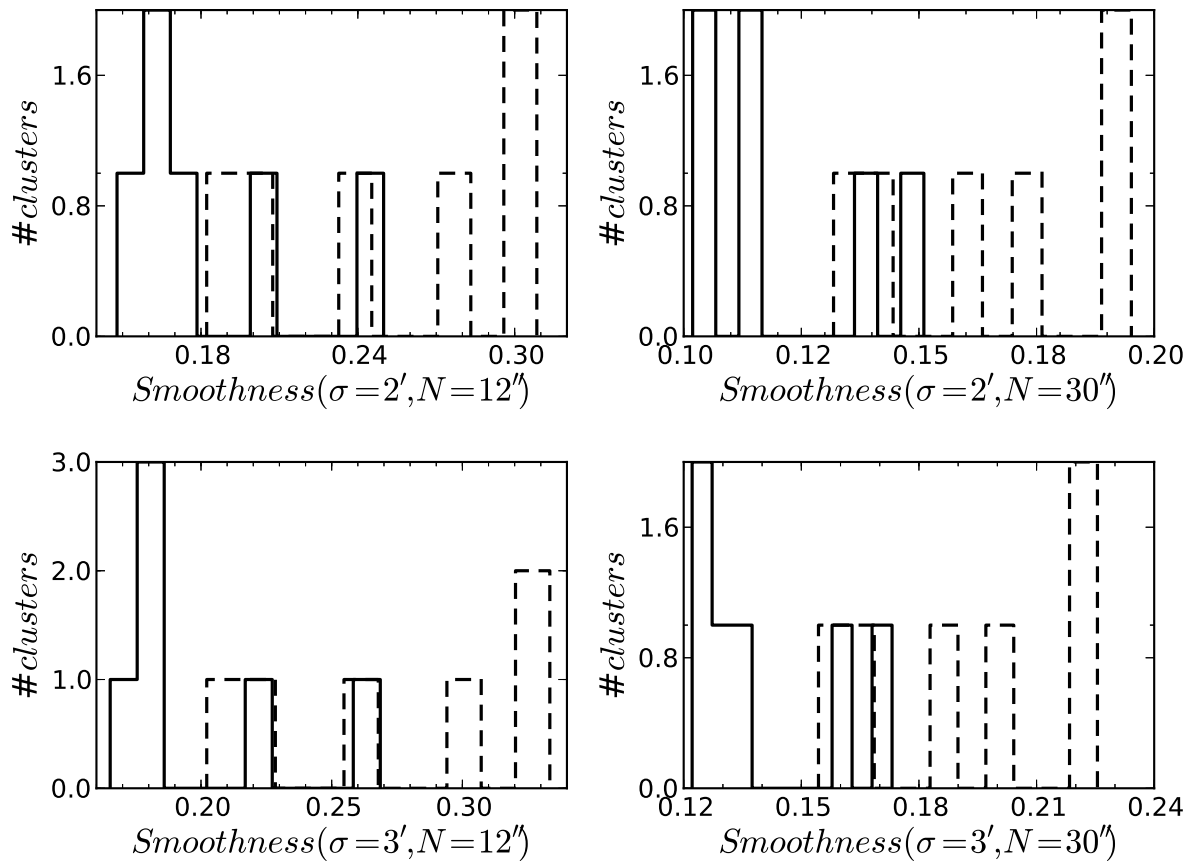 1.6
0.8
0.0
#clusters
0.18 0.24 0.30
Smoothness(σ=2′,N=12″)
1.6
0.8
0.0
#clusters
0.10 0.12 0.15 0.18 0.20
Smoothness(σ=2′,N=30″)
3.0
2.0
1.0
0.0
#clusters
0.20 0.25 0.30
Smoothness(σ=3′,N=12″)
1.6
0.8
0.0
#clusters
0.12 0.15 0.18 0.21 0.24
Smoothness(σ=3′,N=30″)